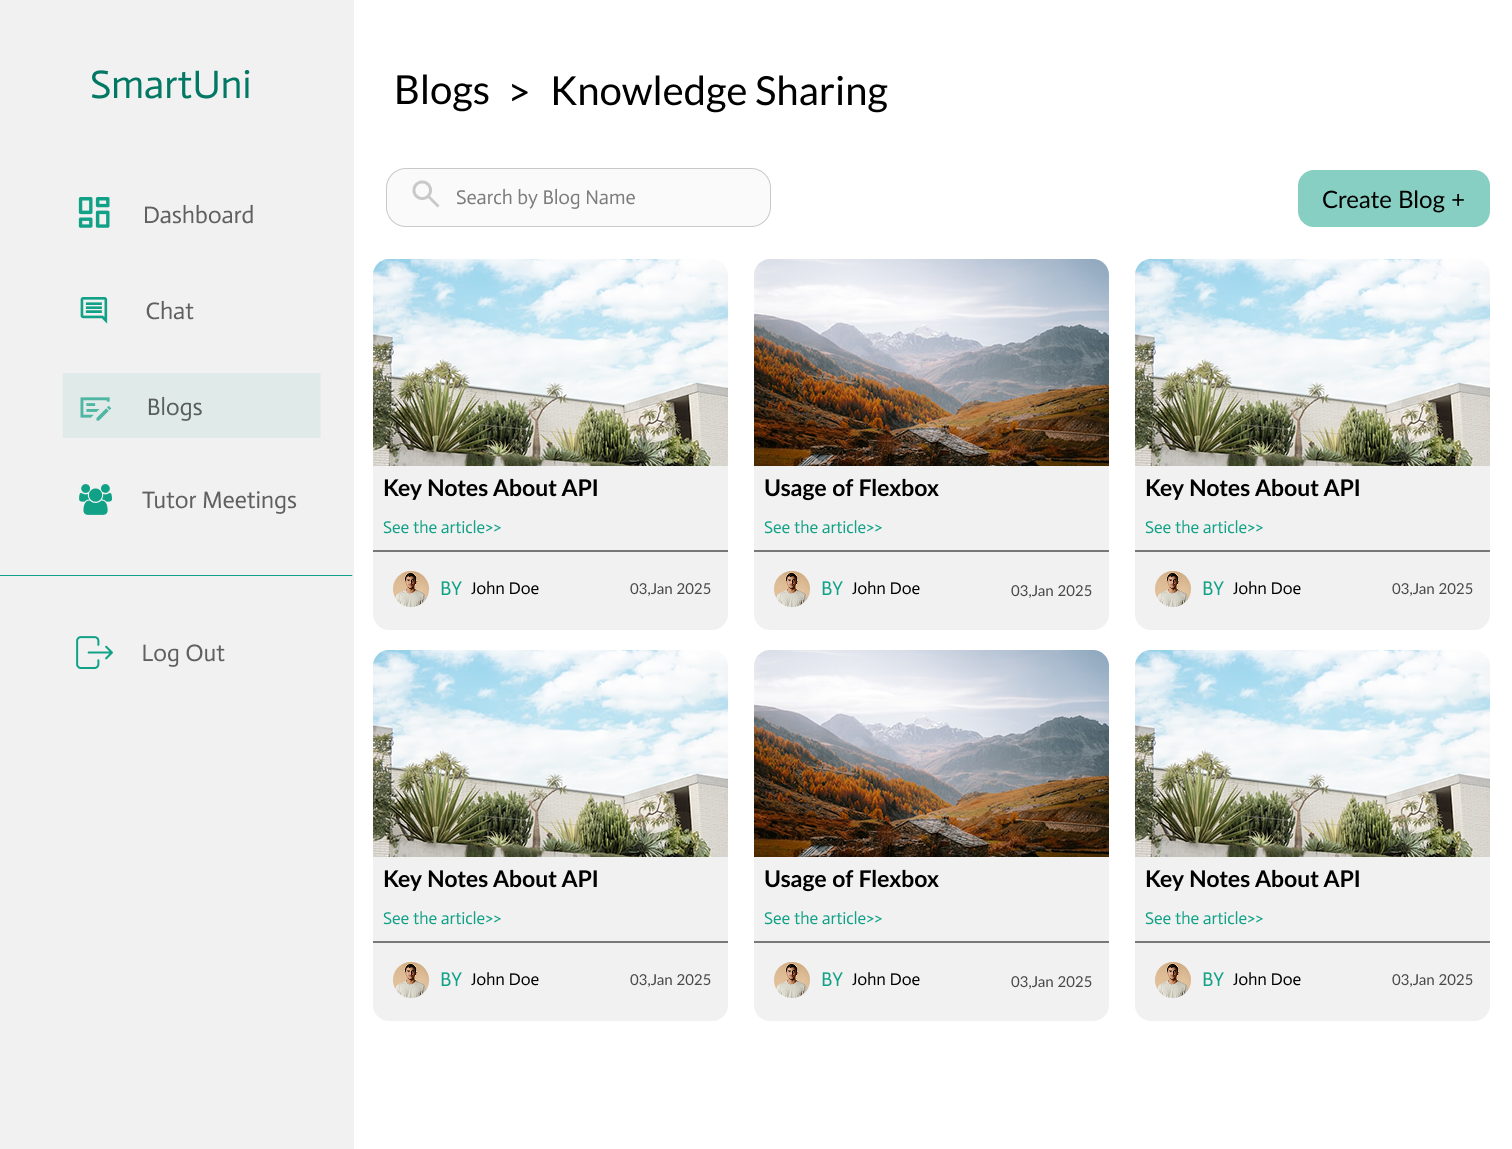 SmartUni
Dashboard
Chat
Blogs
Tutor Meetings
Log Out
Blogs > Knowledge Sharing
Search by Blog Name
Create Blog +
Key Notes About API
See the article>>
BY John Doe 03,Jan 2025
Usage of Flexbox
See the article>>
BY John Doe 03,Jan 2025
Key Notes About API
See the article>>
BY John Doe 03,Jan 2025
Key Notes About API
See the article>>
BY John Doe 03,Jan 2025
Usage of Flexbox
See the article>>
BY John Doe 03,Jan 2025
Key Notes About API
See the article>>
BY John Doe 03,Jan 2025